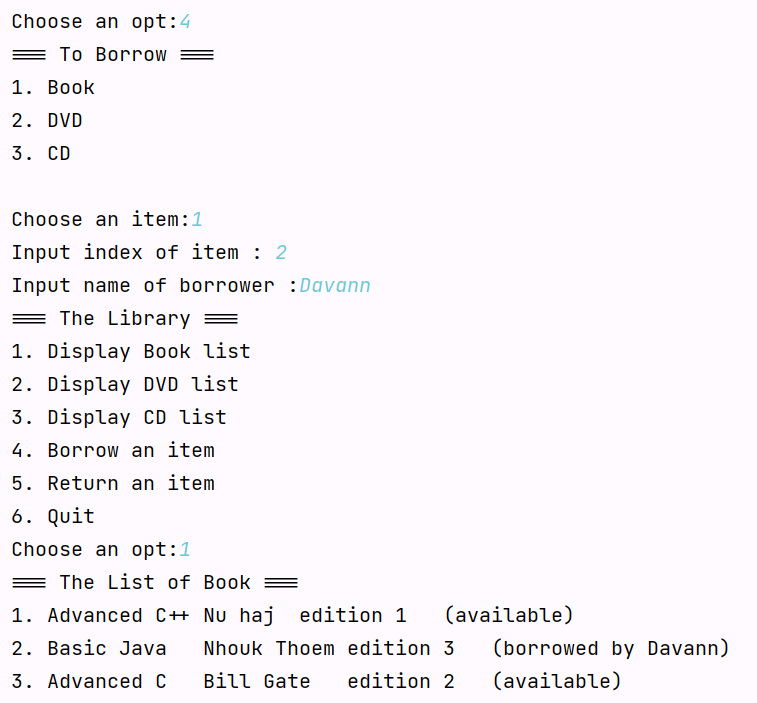 Choose an opt:4
=== To Borrow ===
1. Book
2. DVD
3. CD
Choose an item:1
Input index of item : 2
Input name of borrower :Davann
=== The Library ===
1. Display Book list
2. Display DVD list
3. Display CD list
4. Borrow an item
5. Return an item
6. Quit
Choose an opt:1
=== The List of Book ===
1. Advanced C++ Nu haj  edition 1   (available)
2. Basic Java   Nhouk Thoem edition 3   (borrowed by Davann)
3. Advanced C   Bill Gate   edition 2   (available)